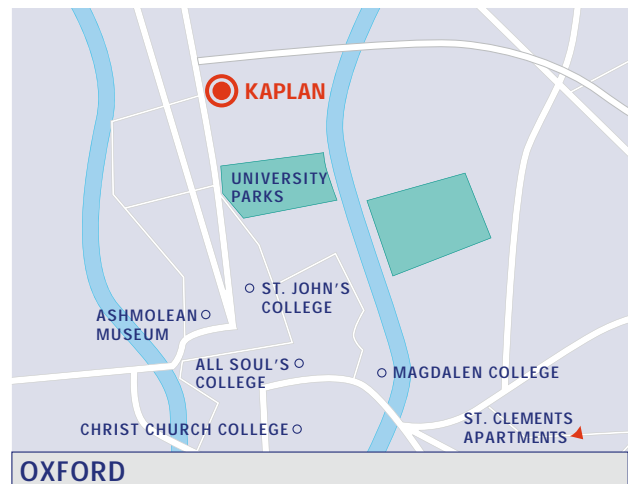 KAPLAN
UNIVERSITY
PARKS
ST. JOHN'S
COLLEGE
ASHMOLEAN
MUSEUM
ALL SOUL'S
COLLEGE
MAGDALEN COLLEGE
ST. CLEMENTS
APARTMENTS
CHRIST CHURCH COLLEGE
OXFORD